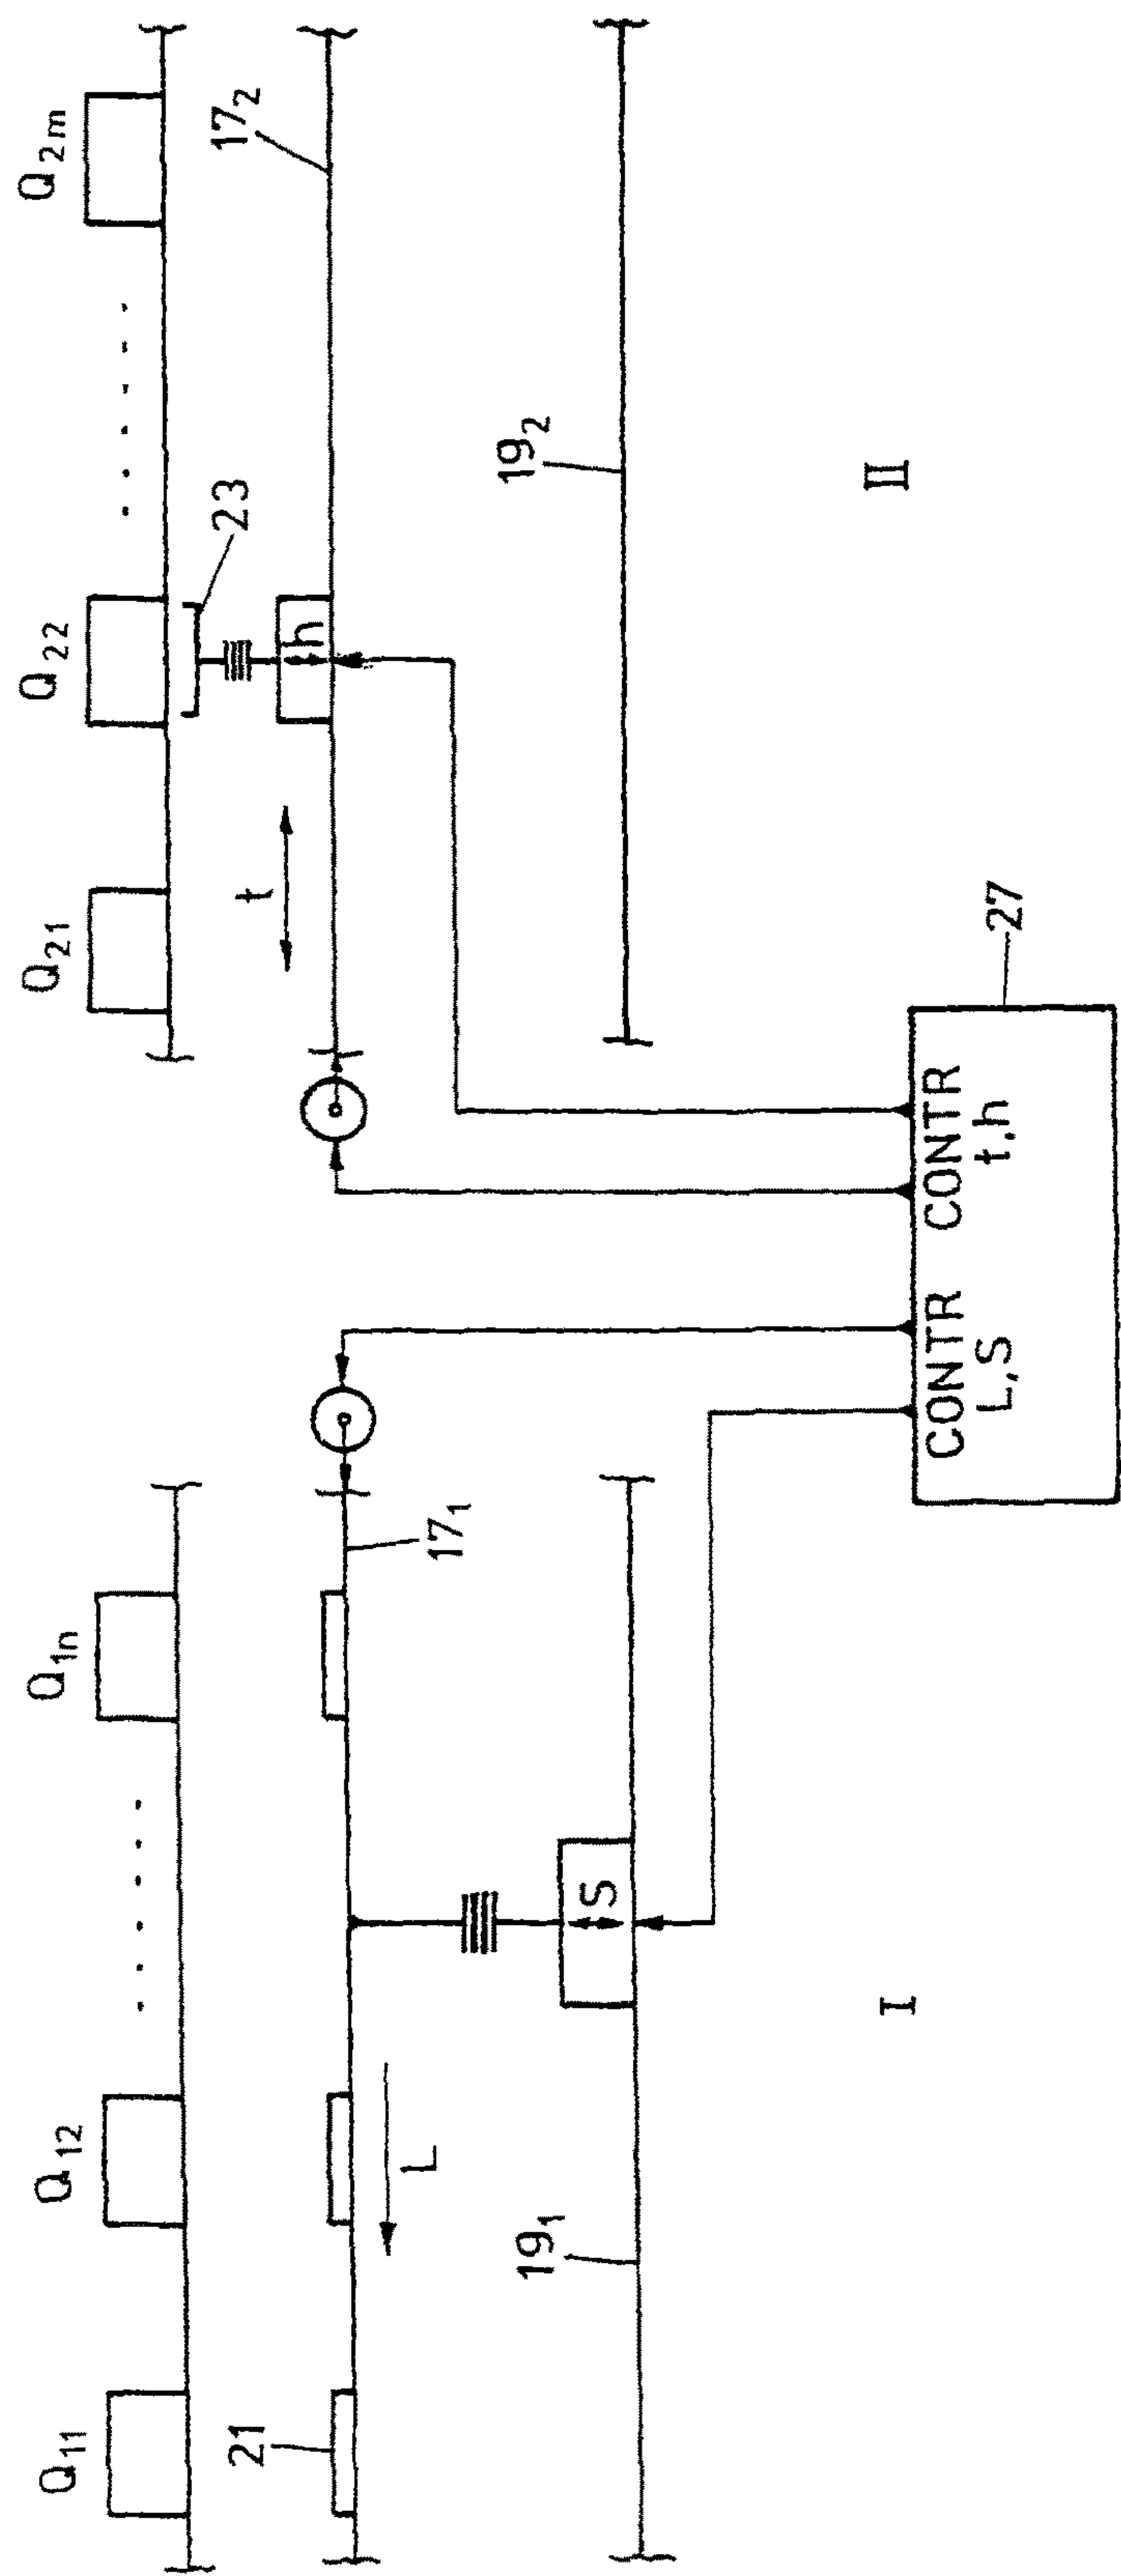 Q11
Q12
Q1n
Q21
Q22
Q2m
21
L
17₁
t
h
23
17₂
19₁
S
19₂
I
II
CONTR
L,S
CONTR
t,h
27